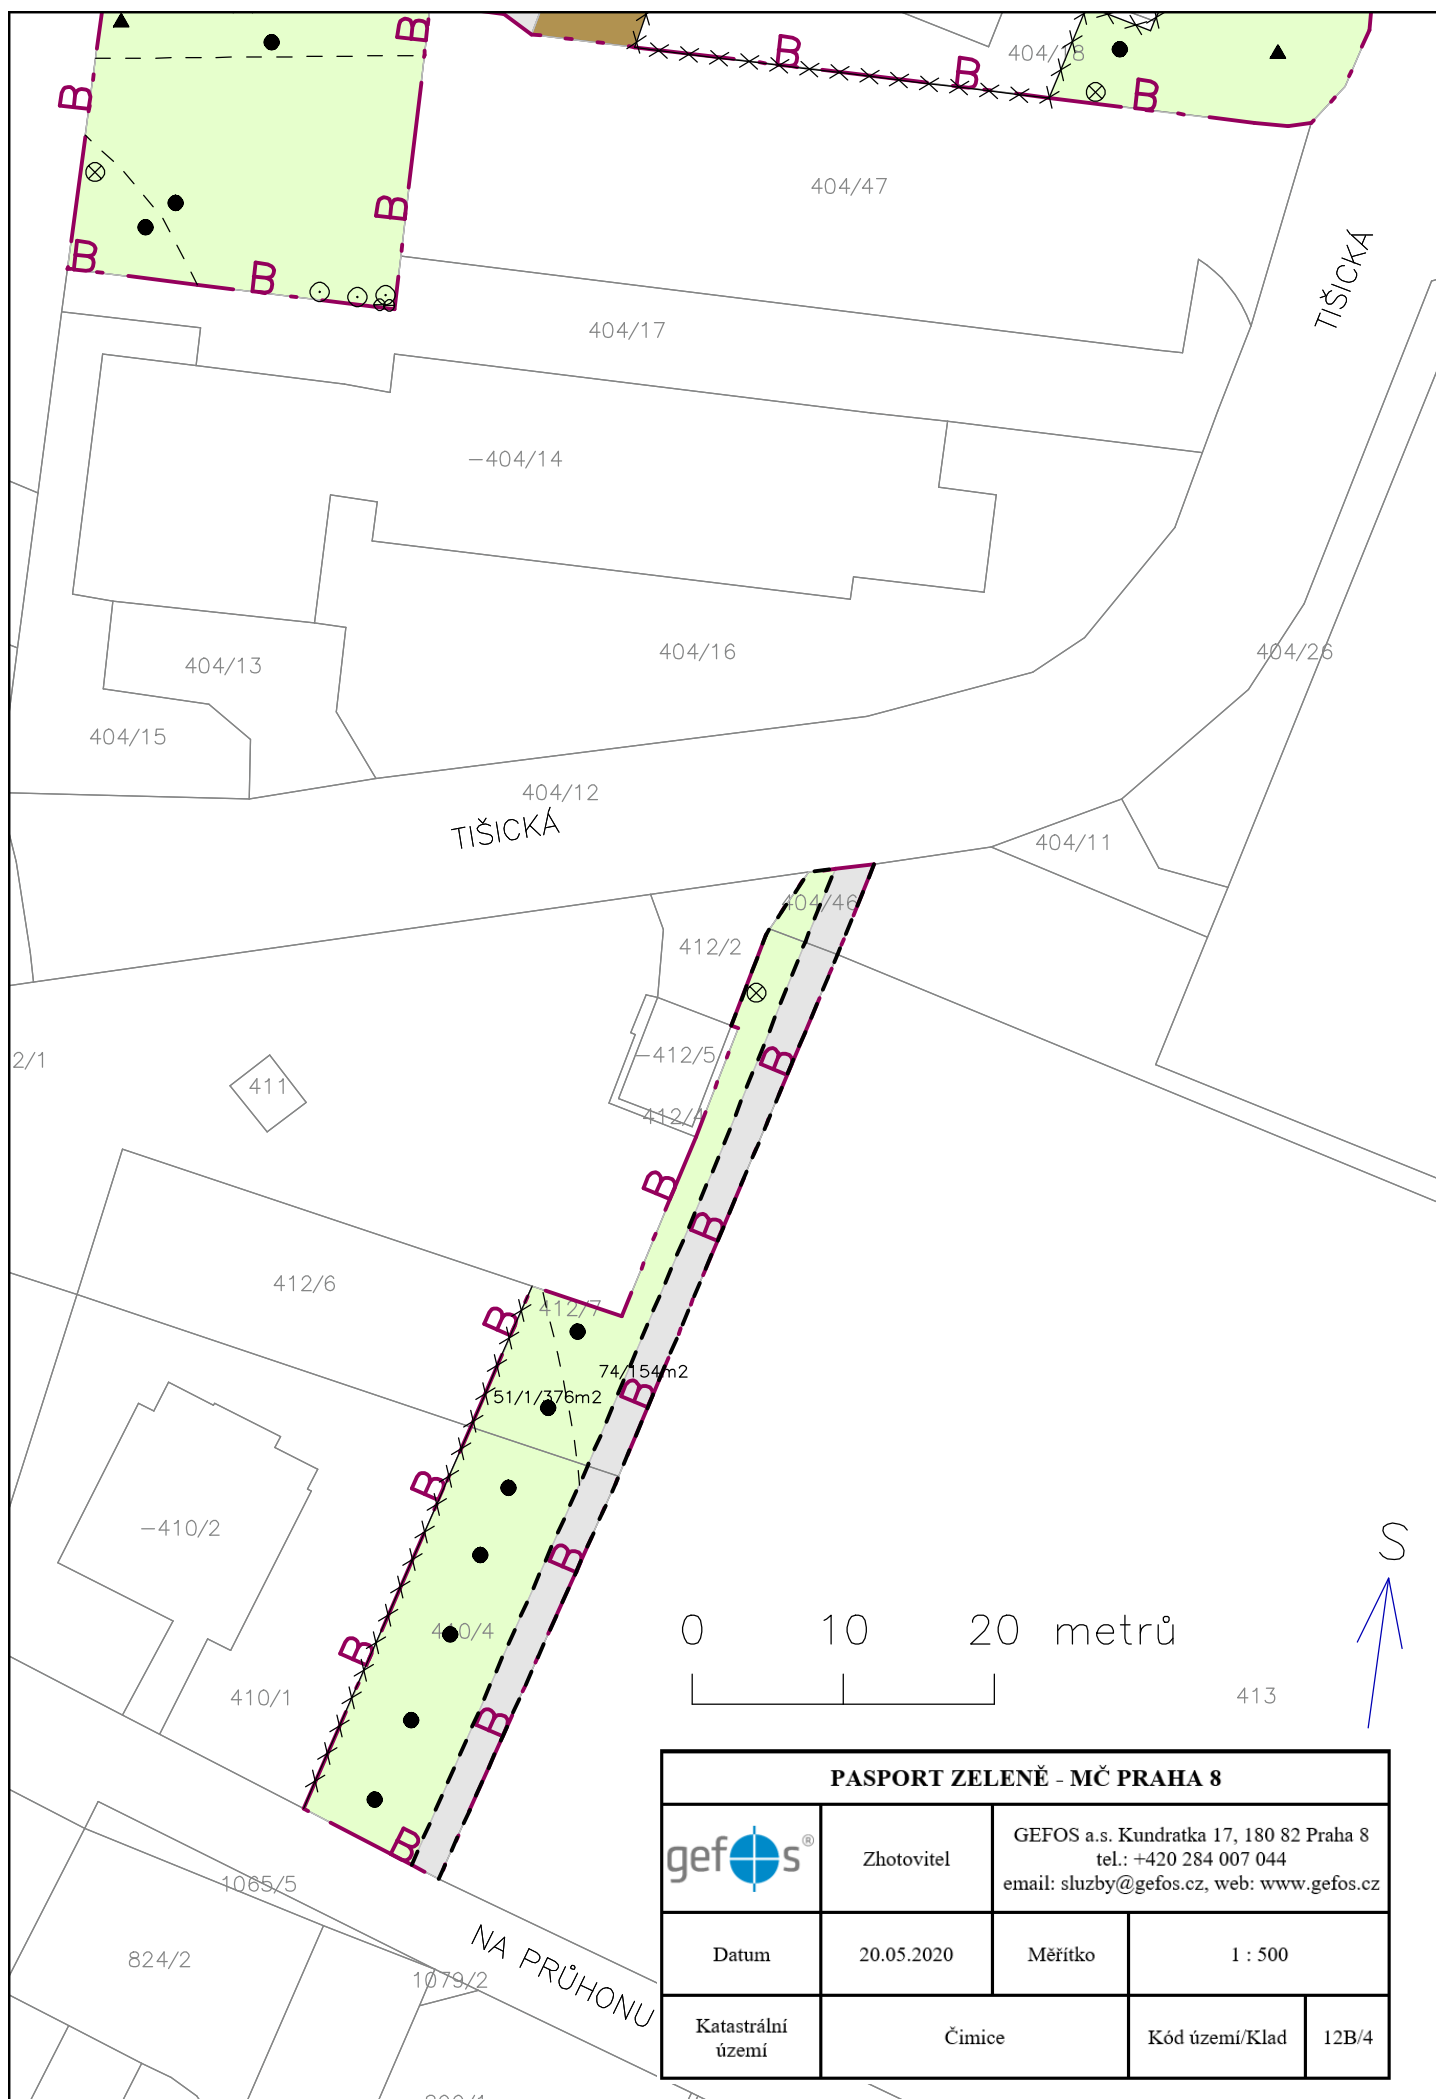 B
B
404/18
B
B
B
404/47
B
TIŠICKÁ
B
B
404/17
-404/14
404/13
404/16
404/26
404/15
404/12
TIŠICKÁ
404/11
404/46
412/2
2/1
-412/5
B
411
412/4
B
B
412/6
412/7
B
74/154m2
B
51/1/376m2
B
-410/2
B
S
410/4
B
0 10 20 metrů
410/1
B
413
B
1065/5
824/2
1079/2
NA PRŮHONU
PASPORT ZELENĚ - MČ PRAHA 8
gefos®
Zhotovitel
GEFOS a.s. Kundratka 17, 180 82 Praha 8
tel.: +420 284 007 044
email: sluzby@gefos.cz, web: www.gefos.cz
Datum
20.05.2020
Měřítko
1 : 500
Katastrální
území
Čimice
Kód území/Klad
12B/4